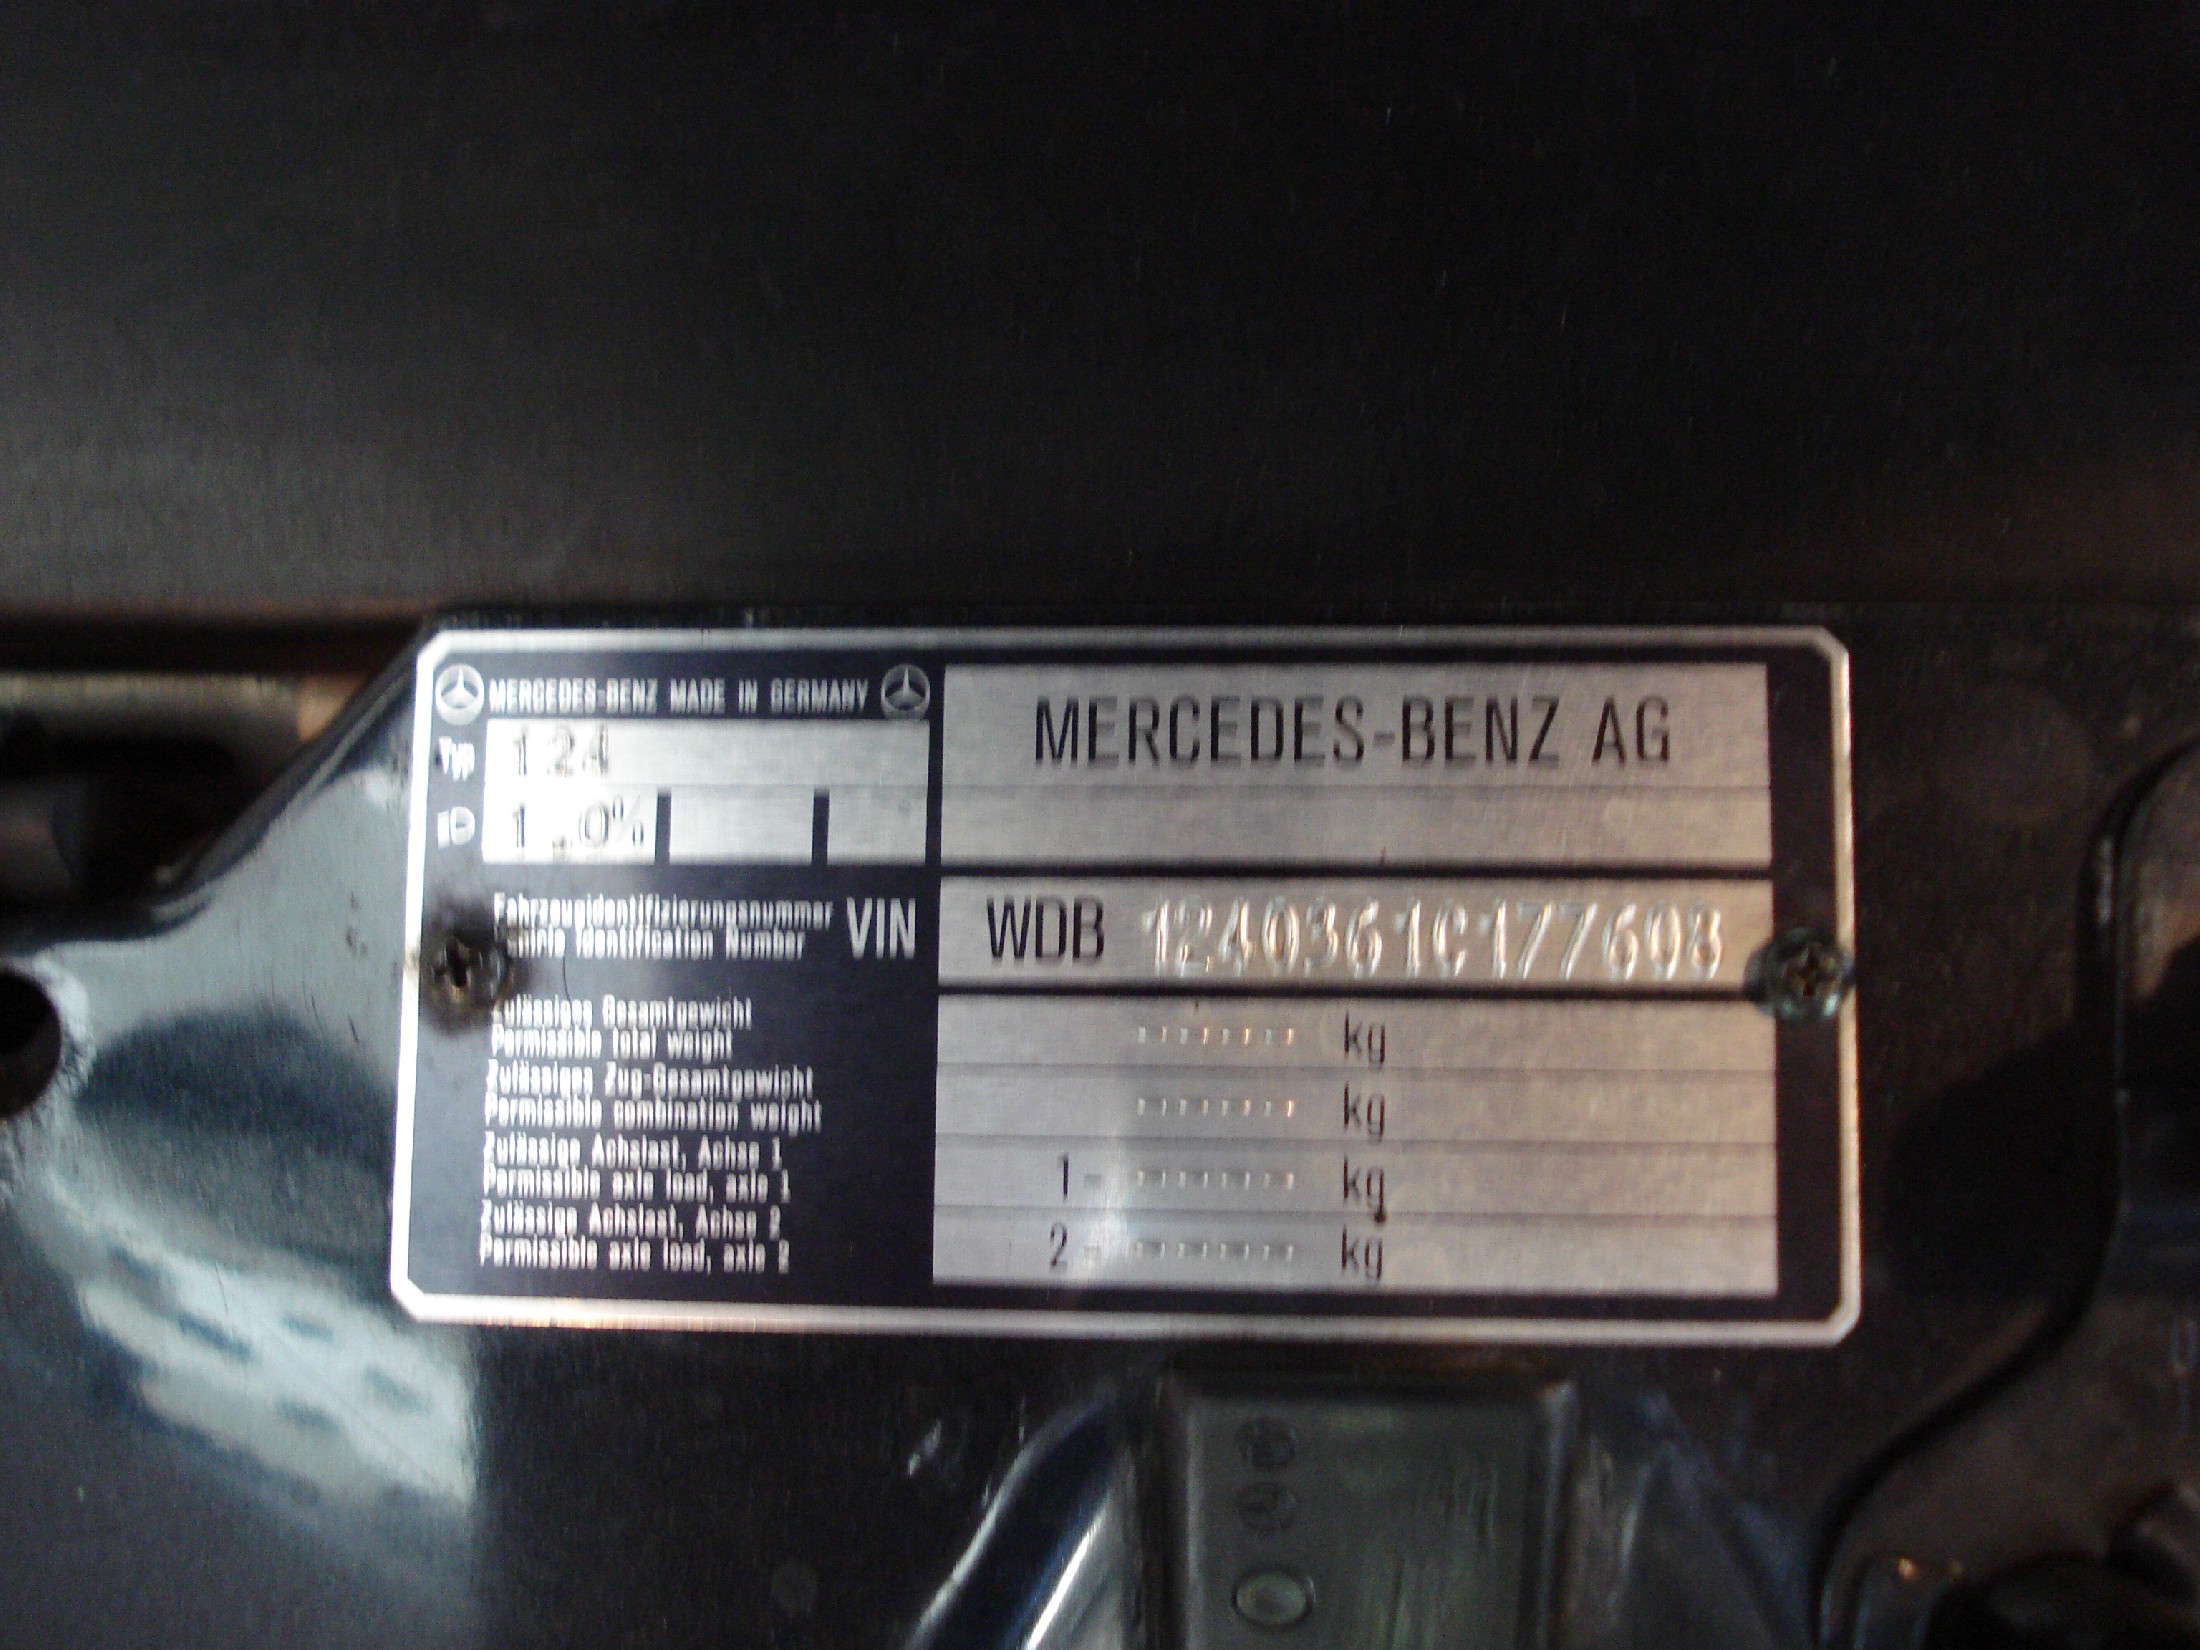 MERCEDES-BENZ MADE IN GERMANY
Typ 124
1,0%
MERCEDES-BENZ AG
Fahrzeugidentifizierungsnummer
Vehicle Identification Number
VIN
WDB 1240361C177608
Zulässiges Gesamtgewicht
Permissible total weight
kg
Zulässiges Zug-Gesamtgewicht
Permissible combination weight
kg
Zulässige Achslast, Achse 1
Permissible axle load, axle 1
1- kg
Zulässige Achslast, Achse 2
Permissible axle load, axle 2
2- kg